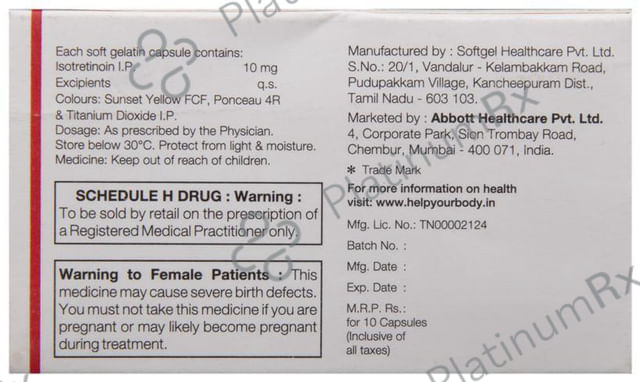 Each soft gelatin capsule contains:
Isotretinoin I.P. 10 mg
Excipients q.s.
Colours: Sunset Yellow FCF, Ponceau 4R
& Titanium Dioxide I.P.
Dosage: As prescribed by the Physician.
Store below 30°C. Protect from light & moisture.
Medicine: Keep out of reach of children.
SCHEDULE H DRUG : Warning :
To be sold by retail on the prescription of
a Registered Medical Practitioner only.
Warning to Female Patients : This
medicine may cause severe birth defects.
You must not take this medicine if you are
pregnant or may likely become pregnant
during treatment.
Manufactured by : Softgel Healthcare Pvt. Ltd.
S.No.: 20/1, Vandalur - Kelambakkam Road,
Pudupakkam Village, Kancheepuram Dist.,
Tamil Nadu - 603 103.
Marketed by : Abbott Healthcare Pvt. Ltd.
4, Corporate Park, Sion Trombay Road,
Chembur, Mumbai - 400 071, India.
* Trade Mark
For more information on health
visit: www.helpyourbody.in
Mfg. Lic. No.: TN00002124
Batch No. :
Mfg. Date :
Exp. Date :
M.R.P. Rs.:
for 10 Capsules
(Inclusive of
all taxes)
PlatinumRx
PlatinumRx
PlatinumRx